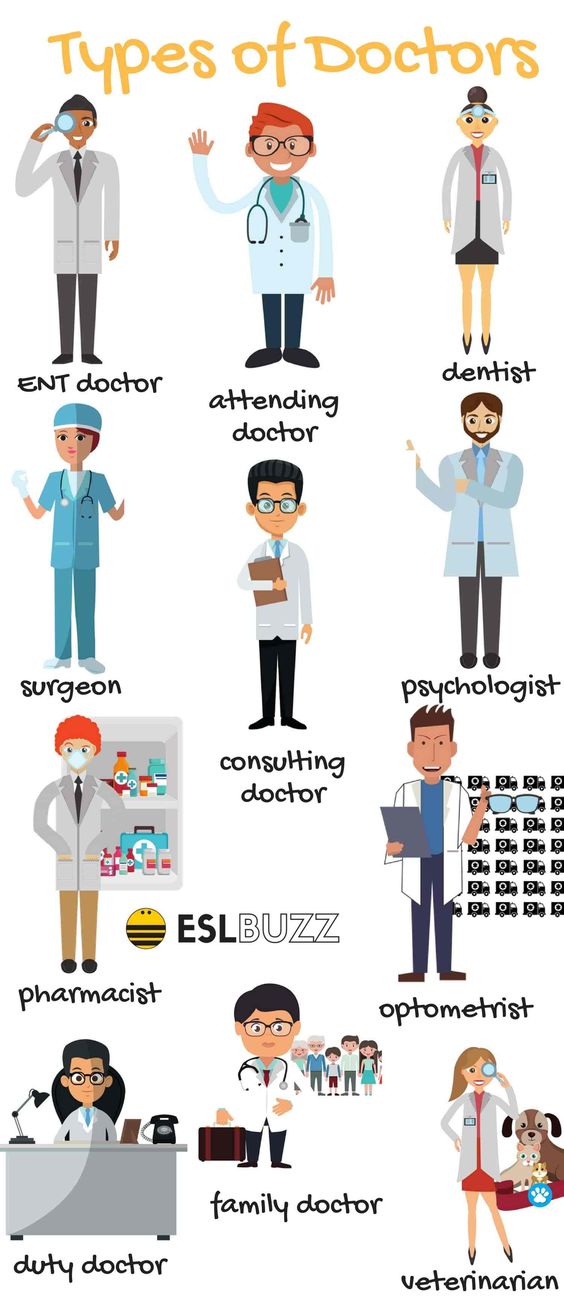 Types of Doctors
ENT doctor
attending
doctor
dentist
surgeon
consulting
doctor
psychologist
pharmacist
ESLBUZZ
optometrist
duty doctor
family doctor
veterinarian